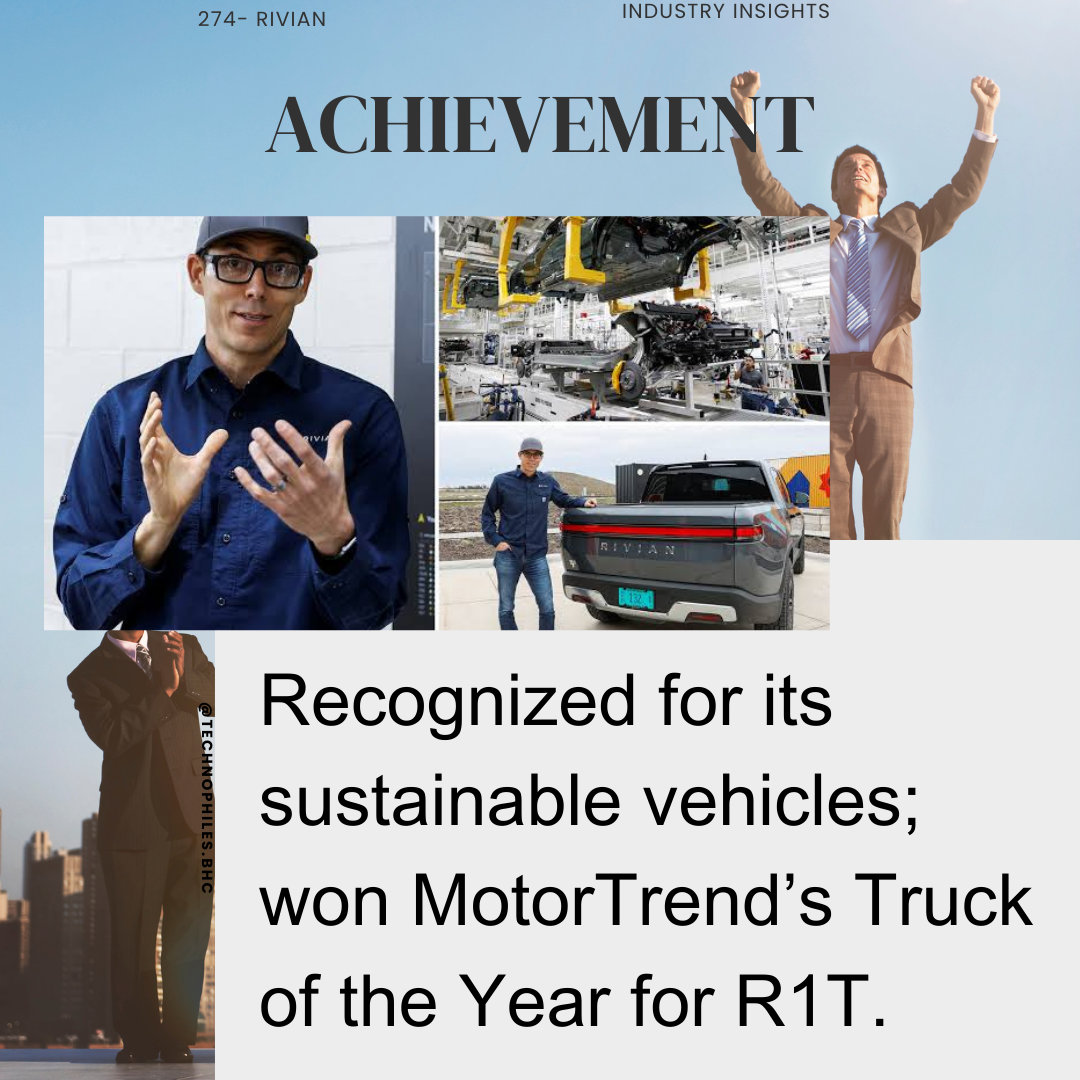 274- RIVIAN
INDUSTRY INSIGHTS
ACHIEVEMENT
RIVIAN
132
@TECHNOPHILES.BHC
Recognized for its
sustainable vehicles;
won MotorTrend’s Truck
of the Year for R1T.